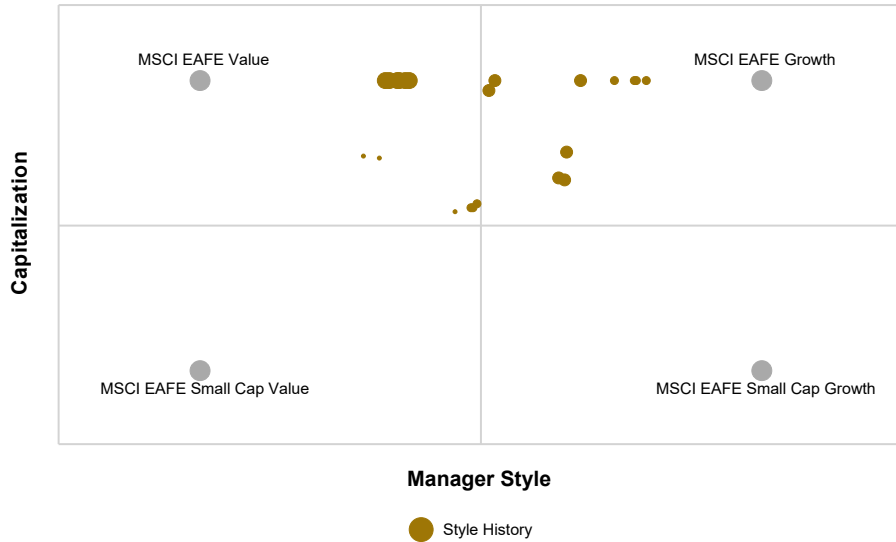 MSCI EAFE Value
MSCI EAFE Growth
Capitalization
MSCI EAFE Small Cap Value
MSCI EAFE Small Cap Growth
Manager Style
Style History